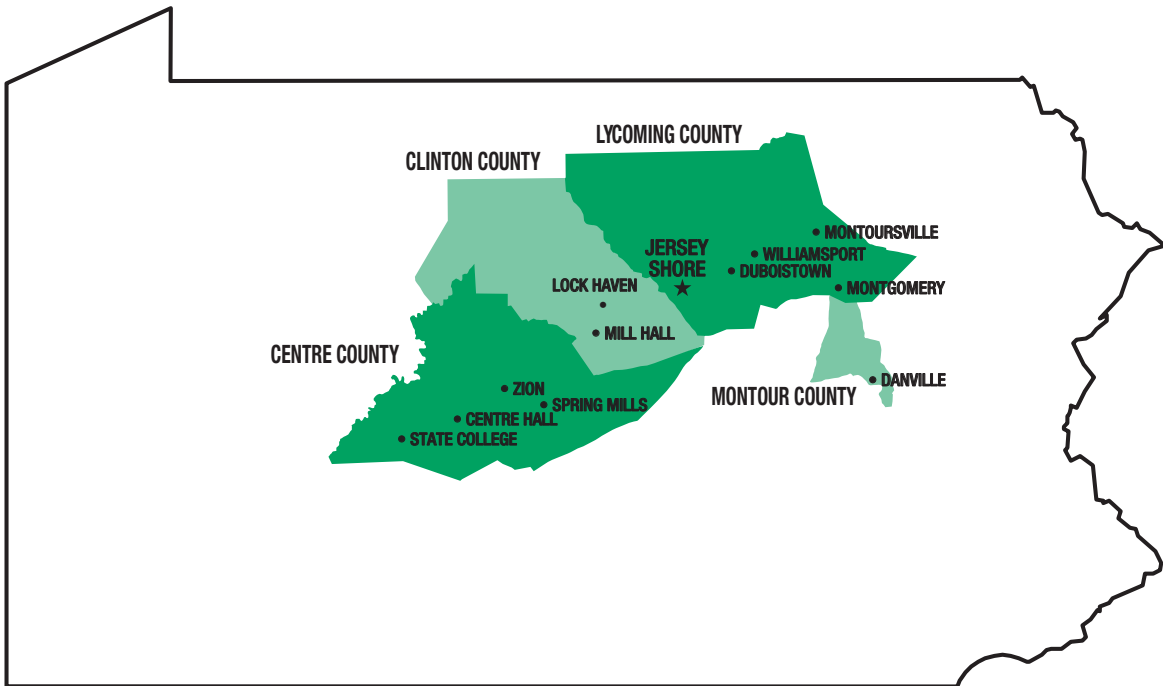 LYCOMING COUNTY
CLINTON COUNTY
MONTOURSVILLE
JERSEY
SHORE
WILLIAMSPORT
DUBOISTOWN
LOCK HAVEN
MONTGOMERY
MILL HALL
CENTRE COUNTY
DANVILLE
ZION
MONTOUR COUNTY
SPRING MILLS
CENTRE HALL
STATE COLLEGE